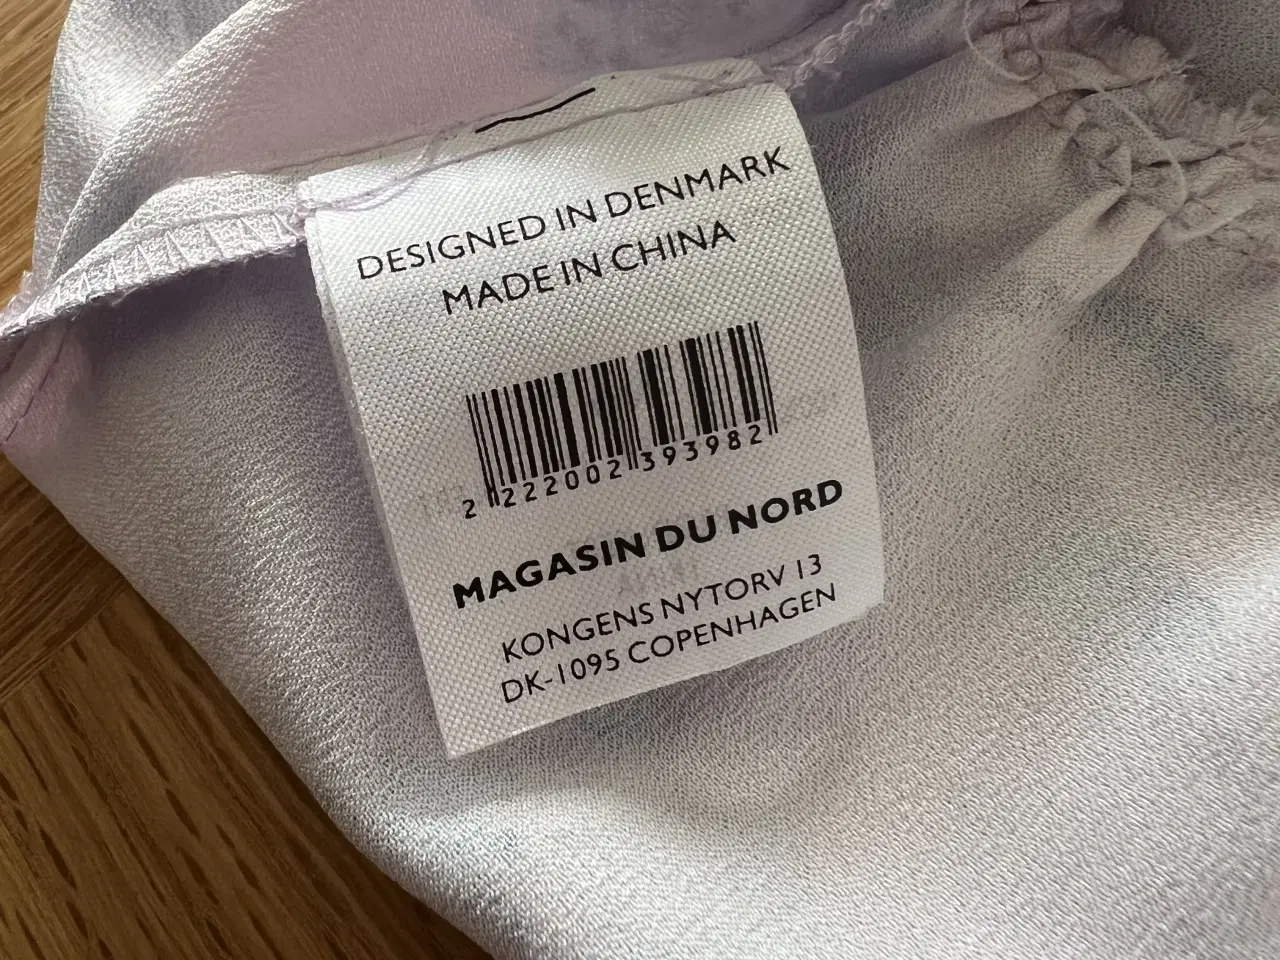 DESIGNED IN DENMARK
MADE IN CHINA
2 222002 393982
MAGASIN DU NORD
KONGENS NYTORV 13
DK-1095 COPENHAGEN